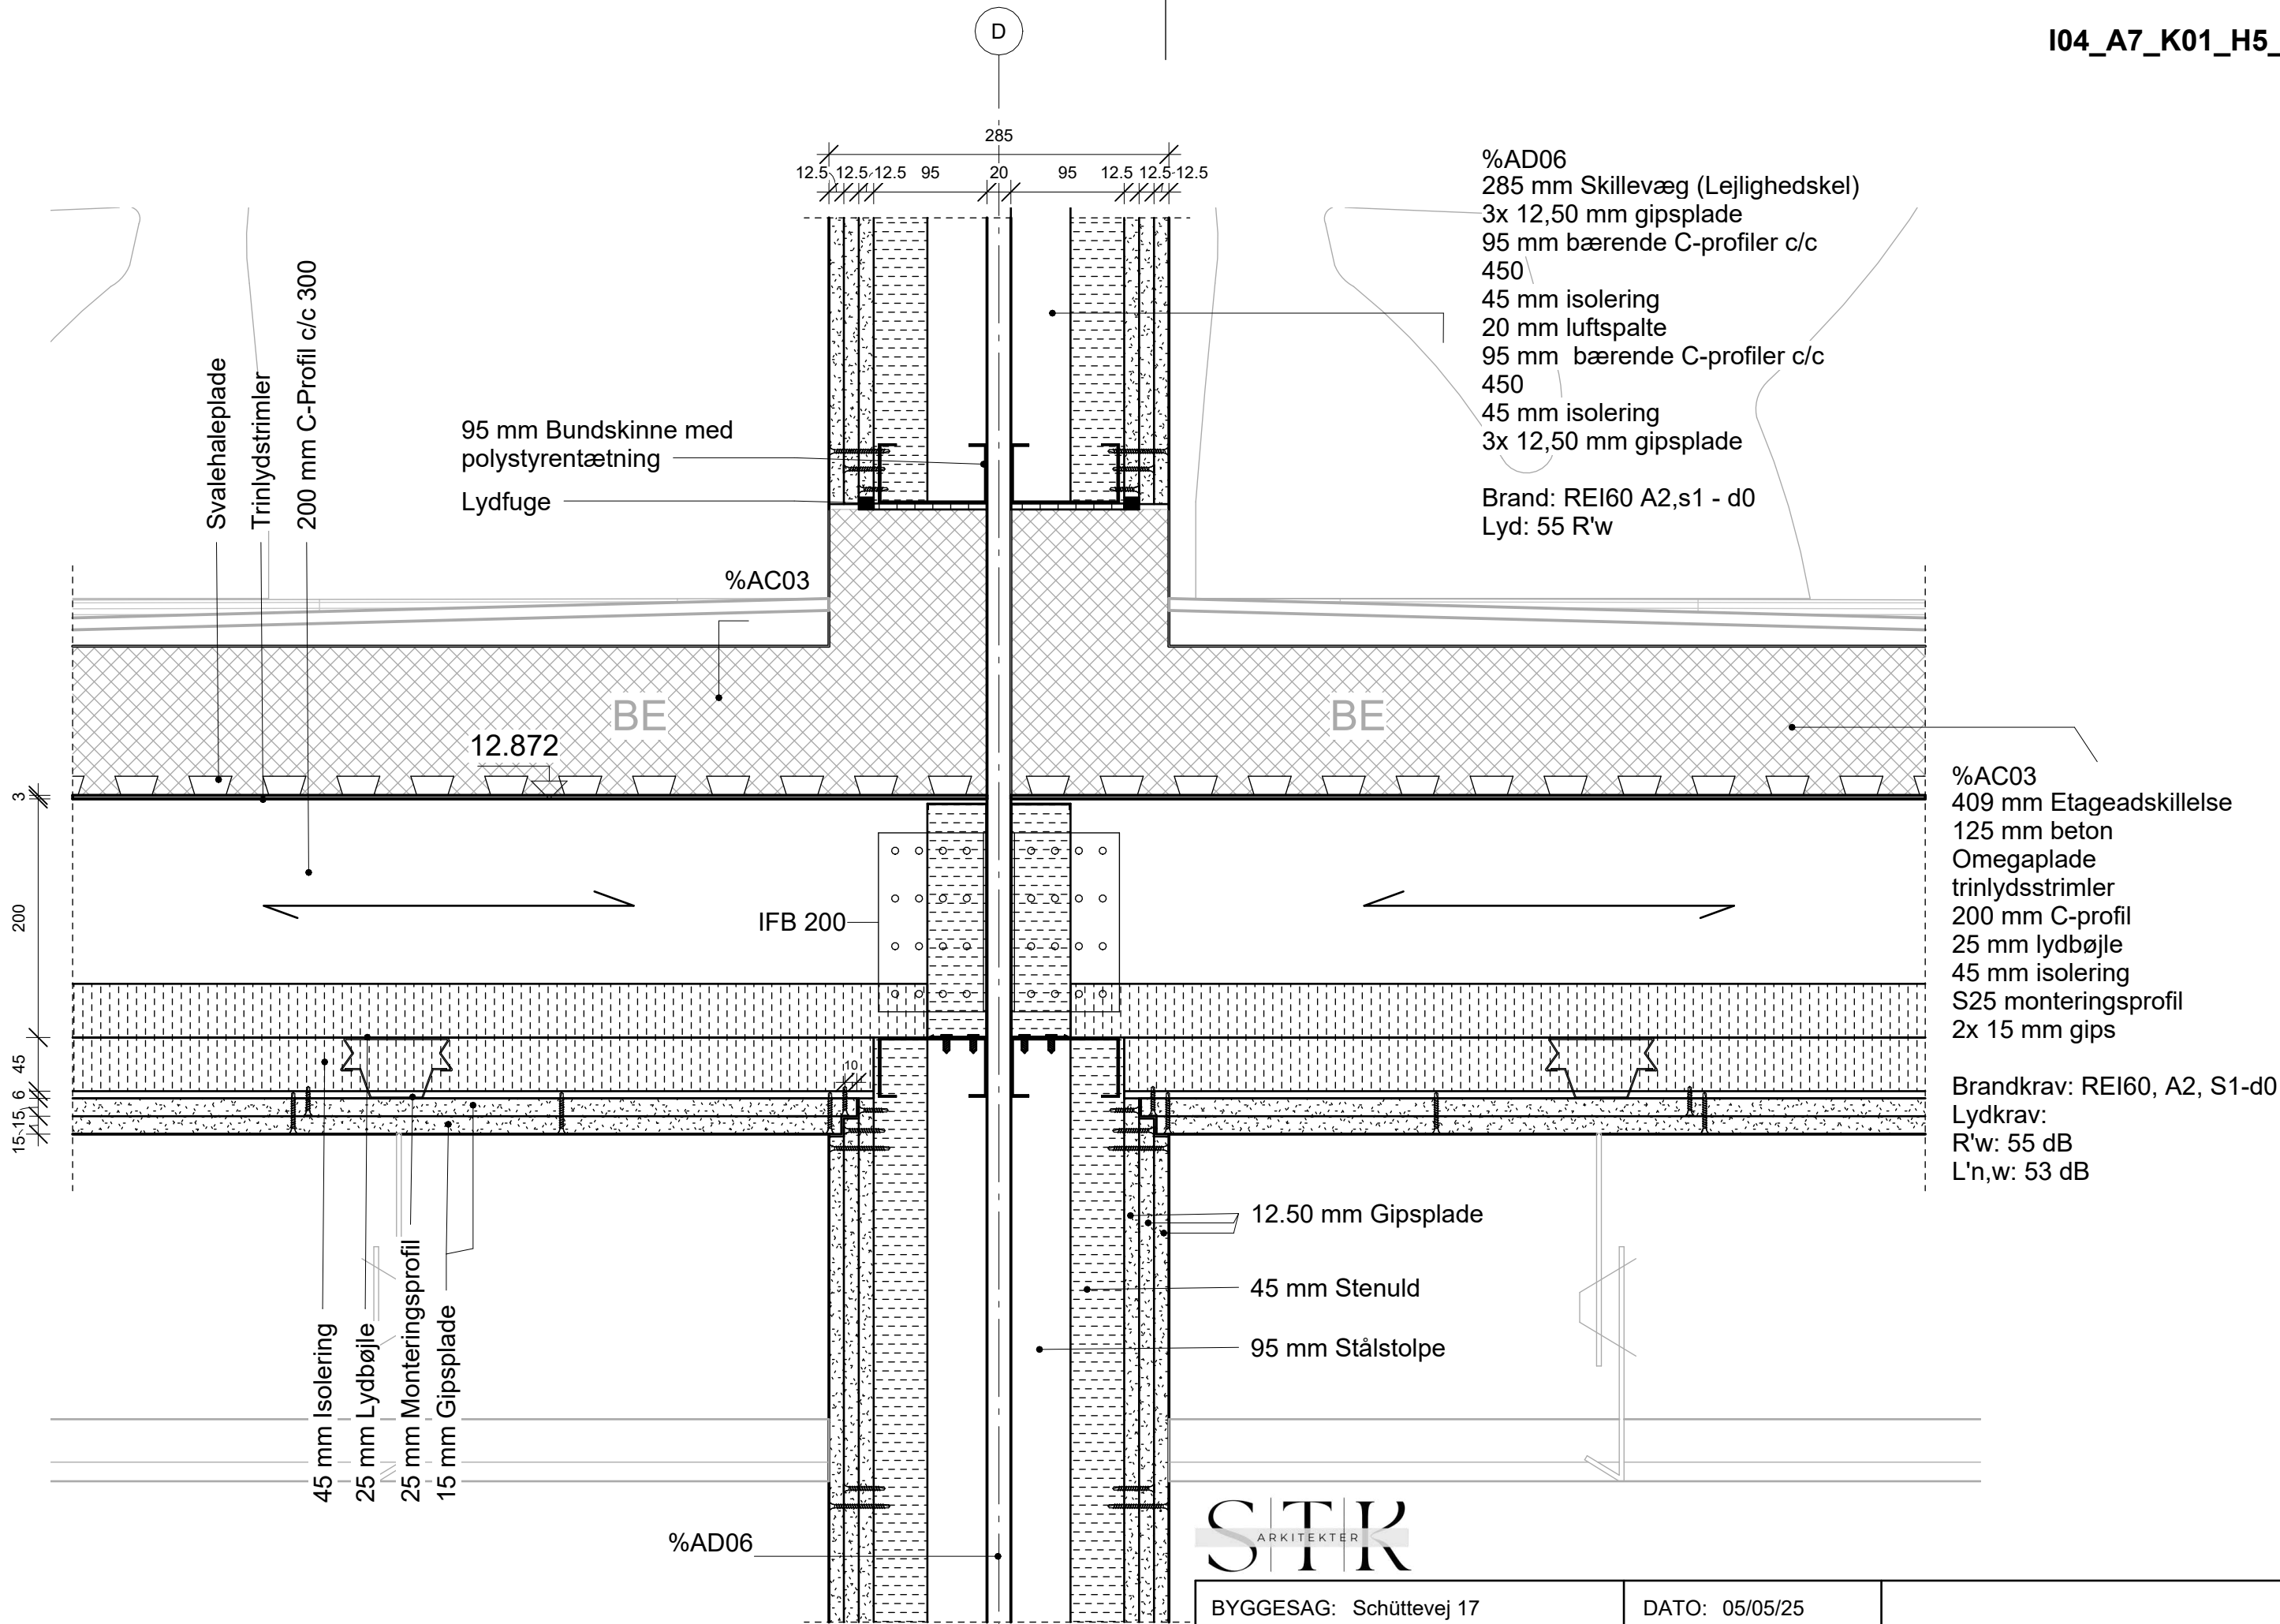 D
I04_A7_K01_H5_
285
12.5 12.5 12.5 95 20 95 12.5 12.5 12.5
%AD06
285 mm Skillevæg (Lejlighedskel)
3x 12,50 mm gipsplade
95 mm bærende C-profiler c/c
450
45 mm isolering
20 mm luftspalte
95 mm  bærende C-profiler c/c
450
45 mm isolering
3x 12,50 mm gipsplade
Brand: REI60 A2,s1 - d0
Lyd: 55 R'w
Svalehaleplade
Trinlydstrimler
200 mm C-Profil c/c 300
95 mm Bundskinne med
polystyrentætning
Lydfuge
%AC03
BE
BE
12.872
%AC03
409 mm Etageadskillelse
125 mm beton
Omegaplade
trinlydsstrimler
200 mm C-profil
25 mm lydbøjle
45 mm isolering
S25 monteringsprofil
2x 15 mm gips
Brandkrav: REI60, A2, S1-d0
Lydkrav:
R'w: 55 dB
L'n,w: 53 dB
3
200
45
6
15
15
IFB 200
10
12.50 mm Gipsplade
45 mm Stenuld
95 mm Stålstolpe
45 mm Isolering
25 mm Lydbøjle
25 mm Monteringsprofil
15 mm Gipsplade
%AD06
STK
ARKITEKTER
BYGGESAG: Schüttevej 17
DATO: 05/05/25